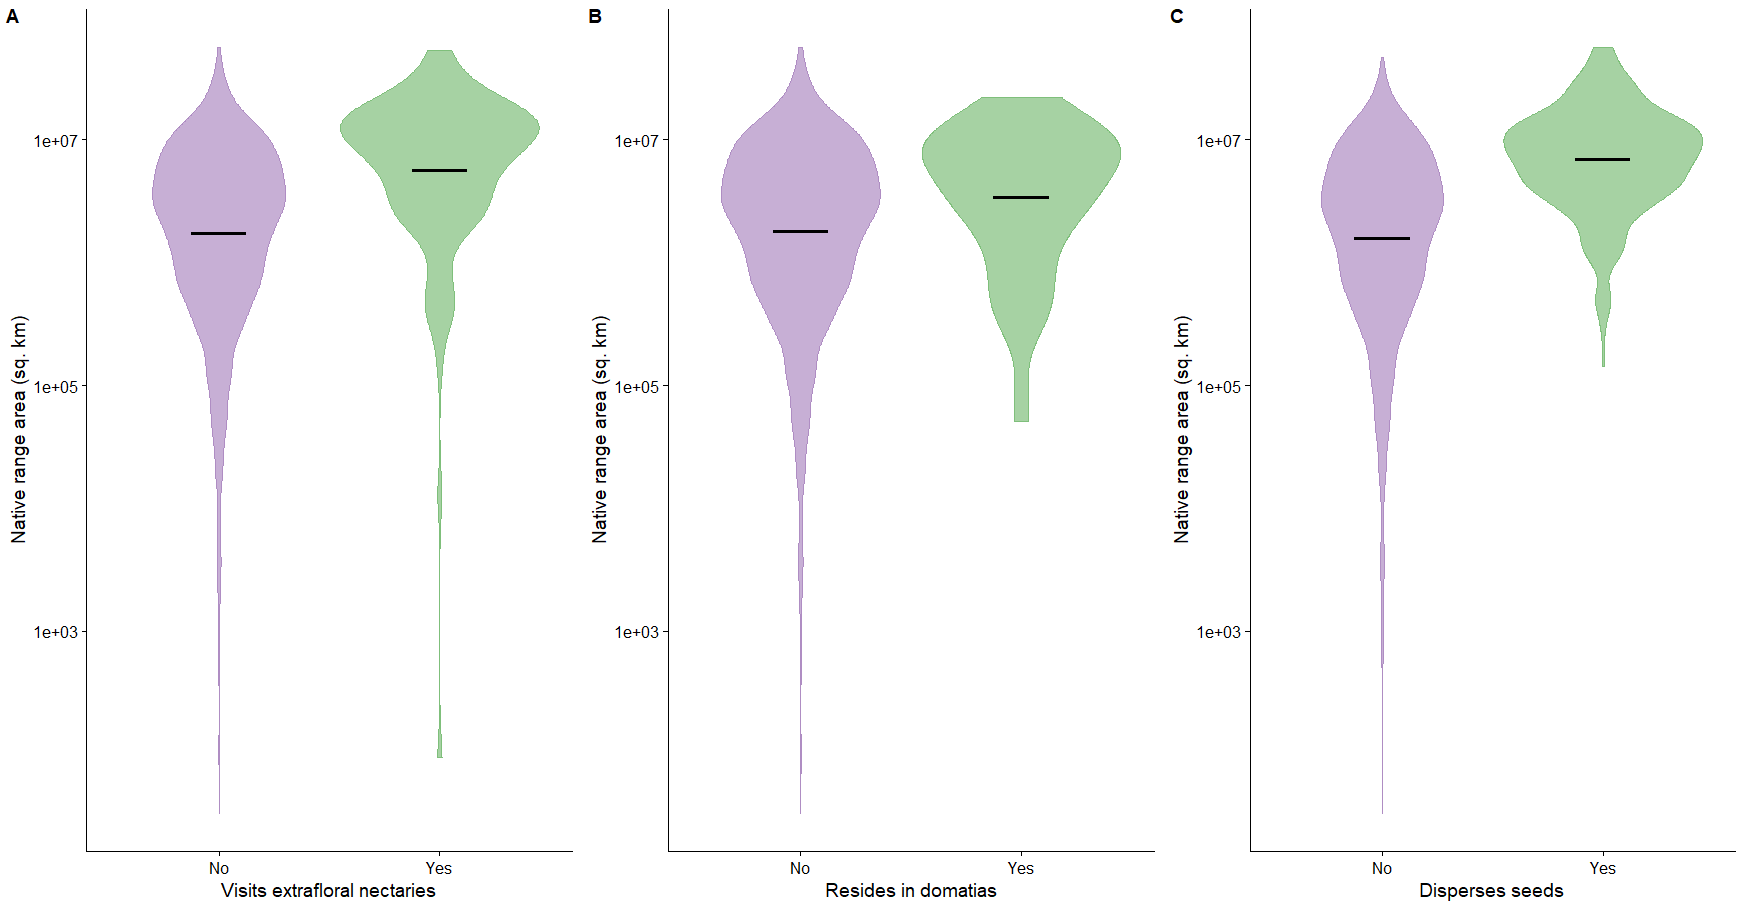 A
Native range area (sq. km)
1e+07
1e+05
1e+03
No
Yes
Visits extrafloral nectaries
B
Native range area (sq. km)
1e+07
1e+05
1e+03
No
Yes
Resides in domatias
C
Native range area (sq. km)
1e+07
1e+05
1e+03
No
Yes
Disperses seeds